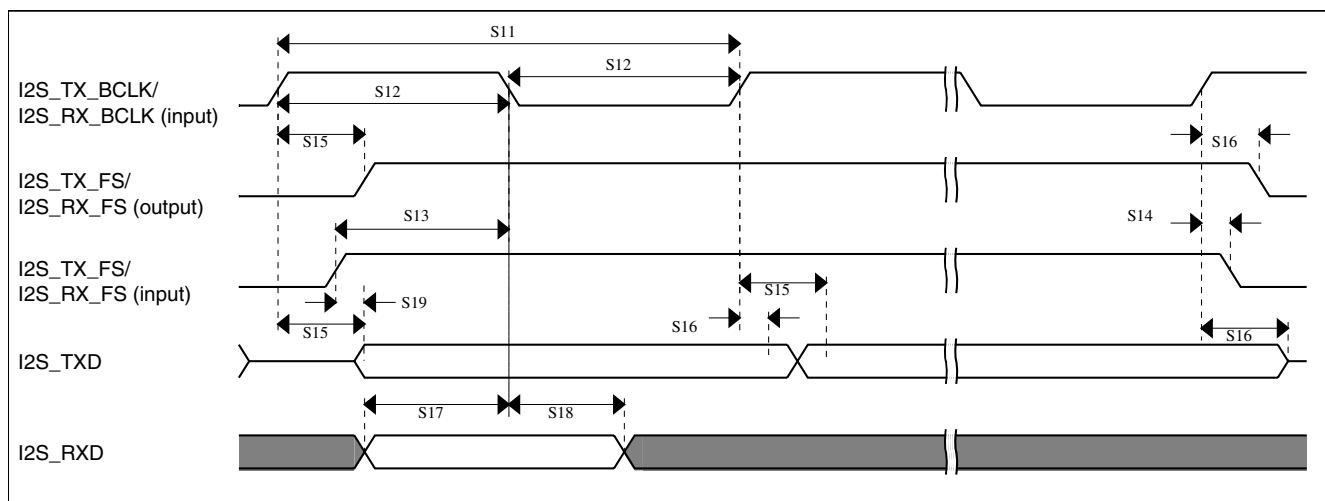 S11
I2S_TX_BCLK/
I2S_RX_BCLK (input)
S12
S12
S15
S16
I2S_TX_FS/
I2S_RX_FS (output)
S13
S14
I2S_TX_FS/
I2S_RX_FS (input)
S19
S15
S15
S16
S16
I2S_TXD
S17
S18
I2S_RXD